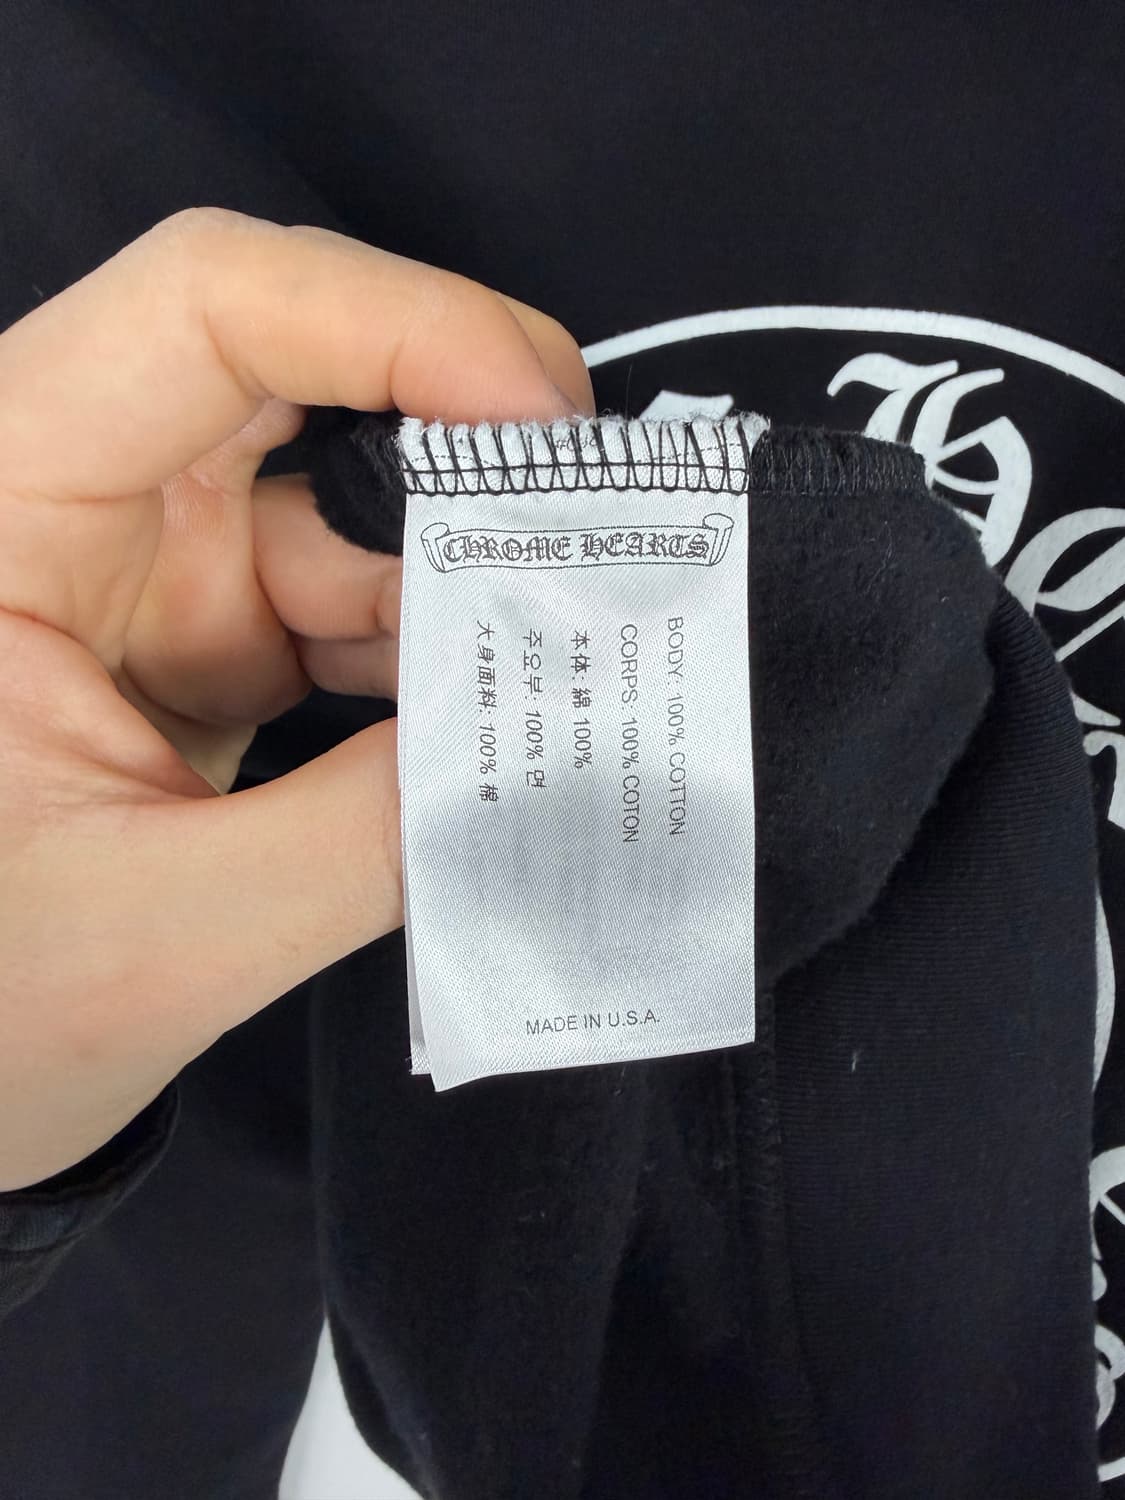 CHROME HEARTS
BODY: 100% COTTON
CORPS: 100% COTON
本体: 綿 100%
주요부: 100% 면
大身面料: 100% 棉
MADE IN U.S.A.